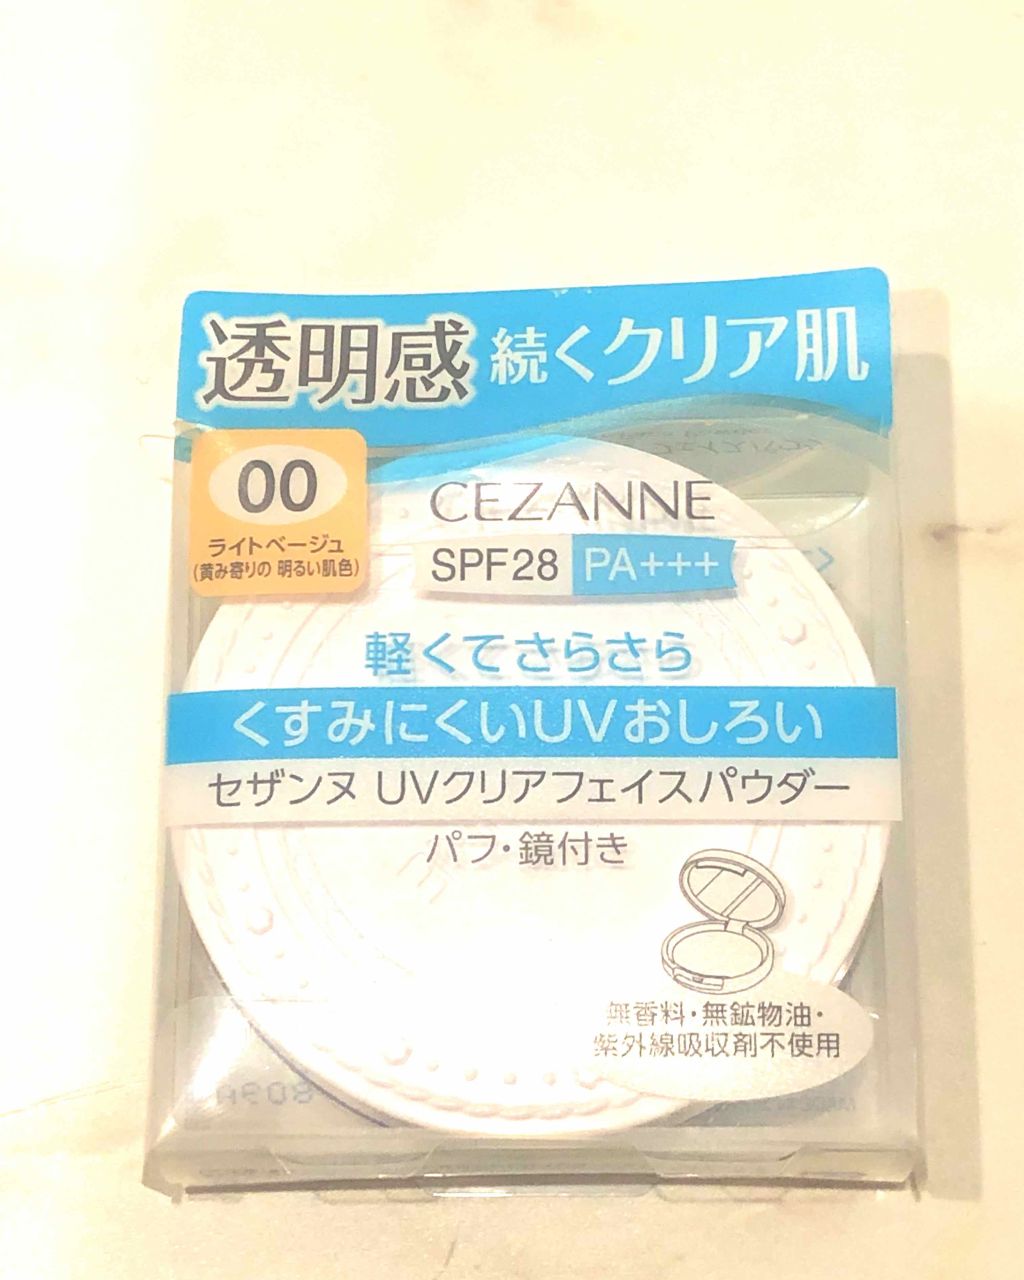 透明感 続くクリア肌
00
ライトベージュ
(黄み寄りの 明るい肌色)
CEZANNE
SPF28 PA+++
軽くてさらさら
くすみにくいUVおしろい
セザンヌ UVクリアフェイスパウダー
パフ・鏡付き
無香料・無鉱物油・
紫外線吸収剤不使用